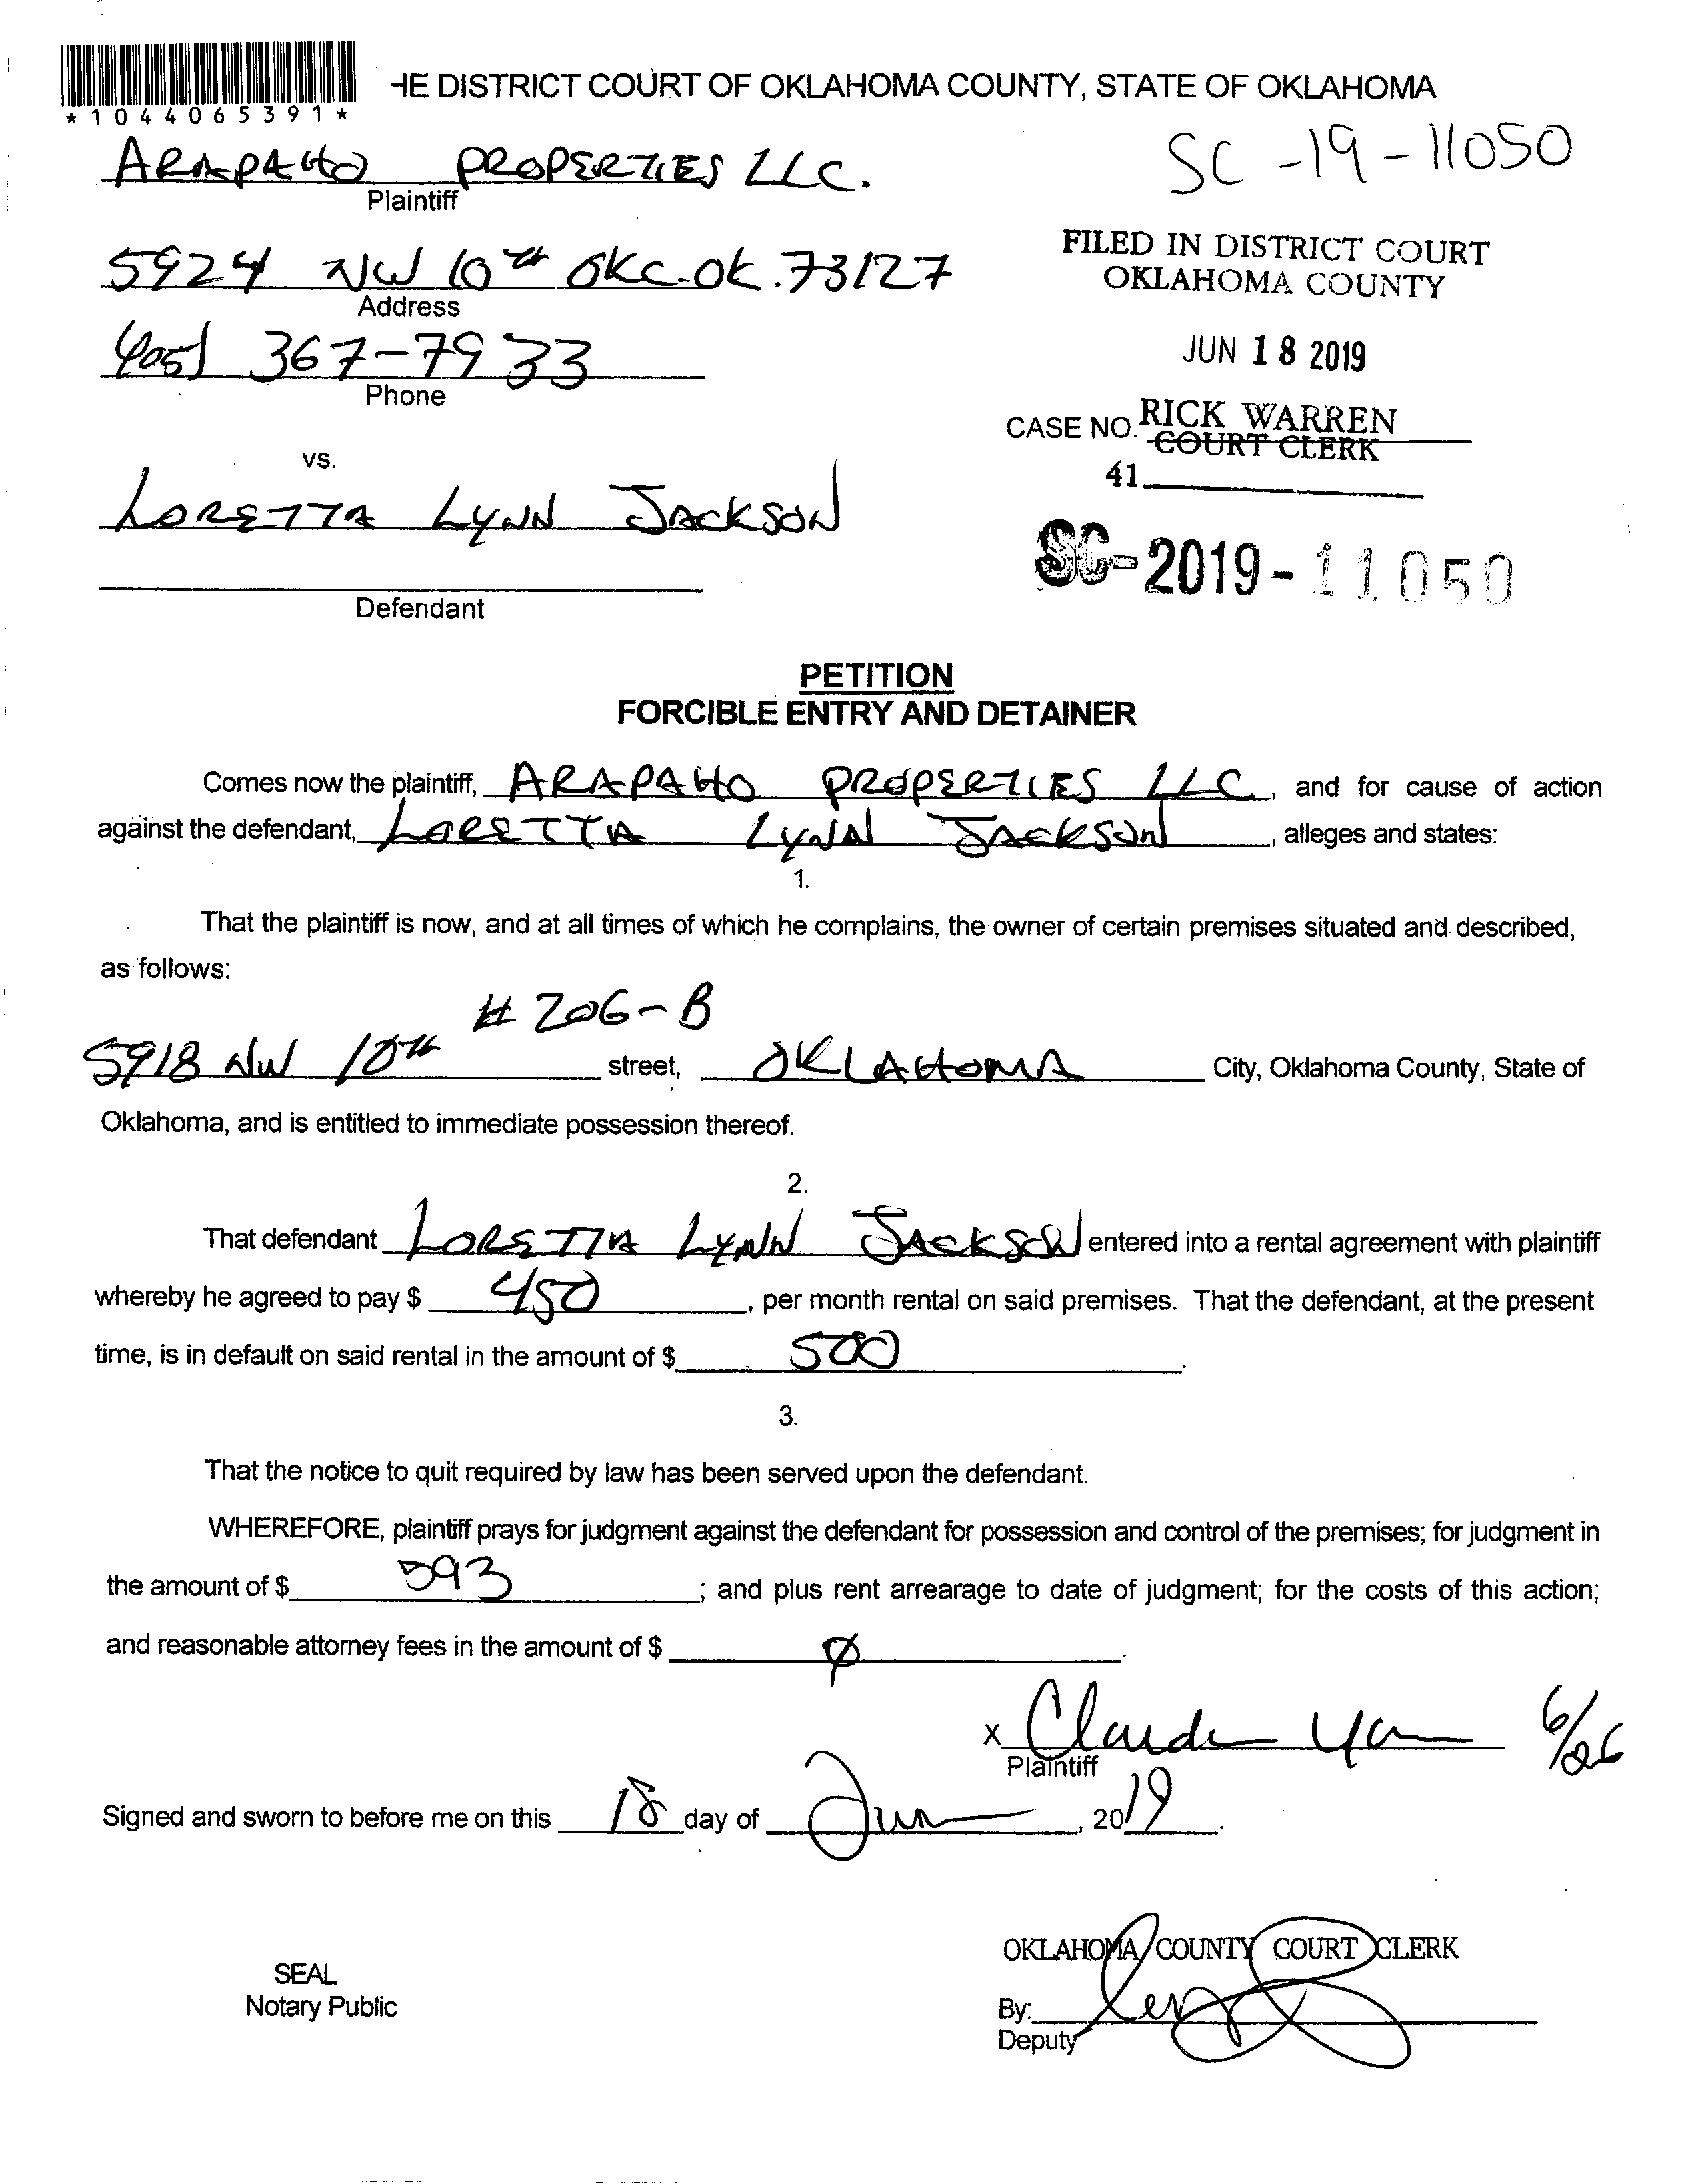 HE DISTRICT COURT OF OKLAHOMA COUNTY, STATE OF OKLAHOMA
*1044065391*
ARAPAHO PROPERTIES LLC.
SC-19-11050
Plaintiff
FILED IN DISTRICT COURT
OKLAHOMA COUNTY
5924 NW 10th OKC.OK.73127
Address
JUN 18 2019
405) 367-7933
Phone
CASE NO. RICK WARREN
COURT CLERK
vs.
41
LORETTA LYNN JACKSON
SC-2019-11050
Defendant
PETITION
FORCIBLE ENTRY AND DETAINER
Comes now the plaintiff, ARAPAHO PROPERTIES LLC, and for cause of action
against the defendant, LORETTA LYNN JACKSON, alleges and states:
1.
That the plaintiff is now, and at all times of which he complains, the owner of certain premises situated and described,
as follows:
# 206-B
5918 NW 10th street, OKLAHOMA City, Oklahoma County, State of
Oklahoma, and is entitled to immediate possession thereof.
2.
That defendant LORETTA LYNN JACKSON entered into a rental agreement with plaintiff
whereby he agreed to pay $ 450, per month rental on said premises. That the defendant, at the present
time, is in default on said rental in the amount of $ 500.
3.
That the notice to quit required by law has been served upon the defendant.
WHEREFORE, plaintiff prays for judgment against the defendant for possession and control of the premises; for judgment in
the amount of $ 593; and plus rent arrearage to date of judgment; for the costs of this action;
and reasonable attorney fees in the amount of $ Ø.
X 6/26
Plaintiff
Signed and sworn to before me on this 18 day of Jun, 2019.
OKLAHOMA COUNTY COURT CLERK
SEAL
Notary Public
By:
Deputy